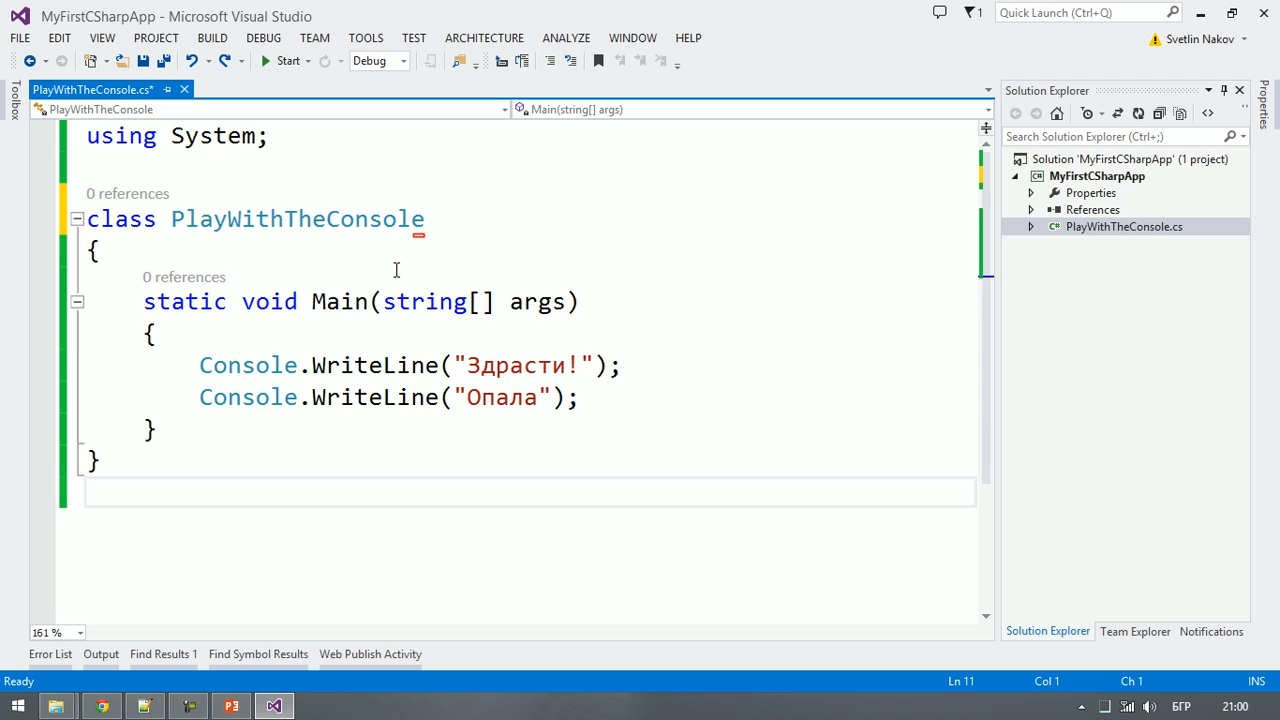 MyFirstCSharpApp - Microsoft Visual Studio
1
Quick Launch (Ctrl+Q)
FILE EDIT VIEW PROJECT BUILD DEBUG TEAM TOOLS TEST ARCHITECTURE ANALYZE WINDOW HELP
Svetlin Nakov
Start Debug
Toolbox
PlayWithTheConsole.cs*
PlayWithTheConsole
Main(string[] args)
using System;
0 references
class PlayWithTheConsole
{
0 references
static void Main(string[] args)
{
Console.WriteLine("Здрасти!");
Console.WriteLine("Опала");
}
}
161 %
Solution Explorer
Search Solution Explorer (Ctrl+;)
Solution 'MyFirstCSharpApp' (1 project)
C# MyFirstCSharpApp
Properties
References
C# PlayWithTheConsole.cs
Solution Explorer Team Explorer Notifications
Properties
Error List Output Find Results 1 Find Symbol Results Web Publish Activity
Ready Ln 11 Col 1 Ch 1 INS
БГР 21:00